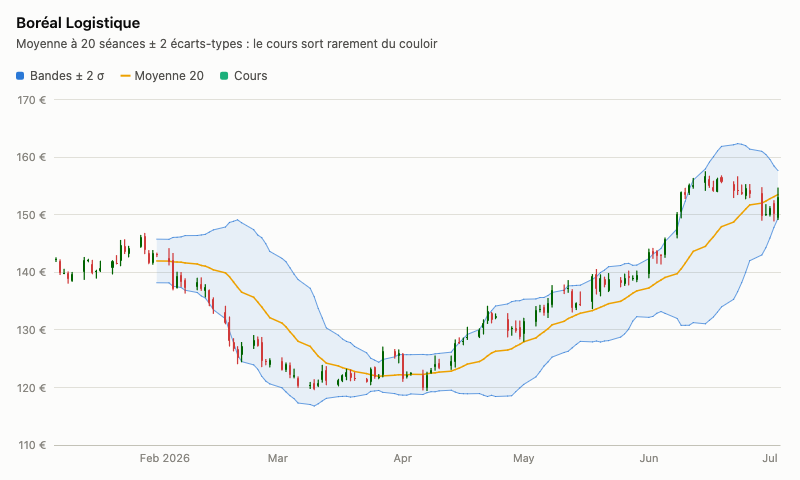 Boréal Logistique
Moyenne à 20 séances ± 2 écarts-types : le cours sort rarement du couloir
Bandes ± 2 σ Moyenne 20 Cours
170 €
160 €
150 €
140 €
130 €
120 €
110 €
Feb 2026 Mar Apr May Jun Jul